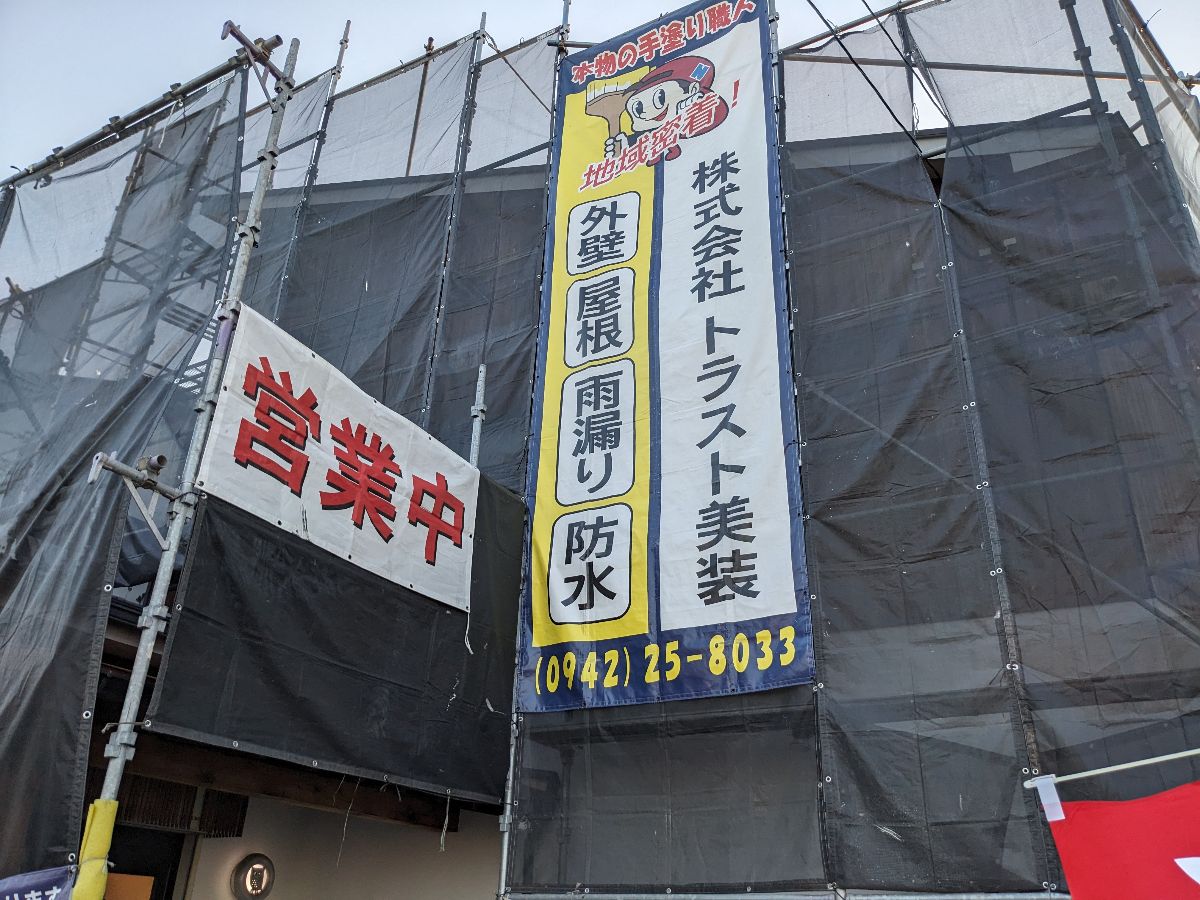 本物の手塗り職人
地域密着！
株式会社 トラスト美装
外壁
屋根
雨漏り
防水
(0942) 25-8033
営業中
N